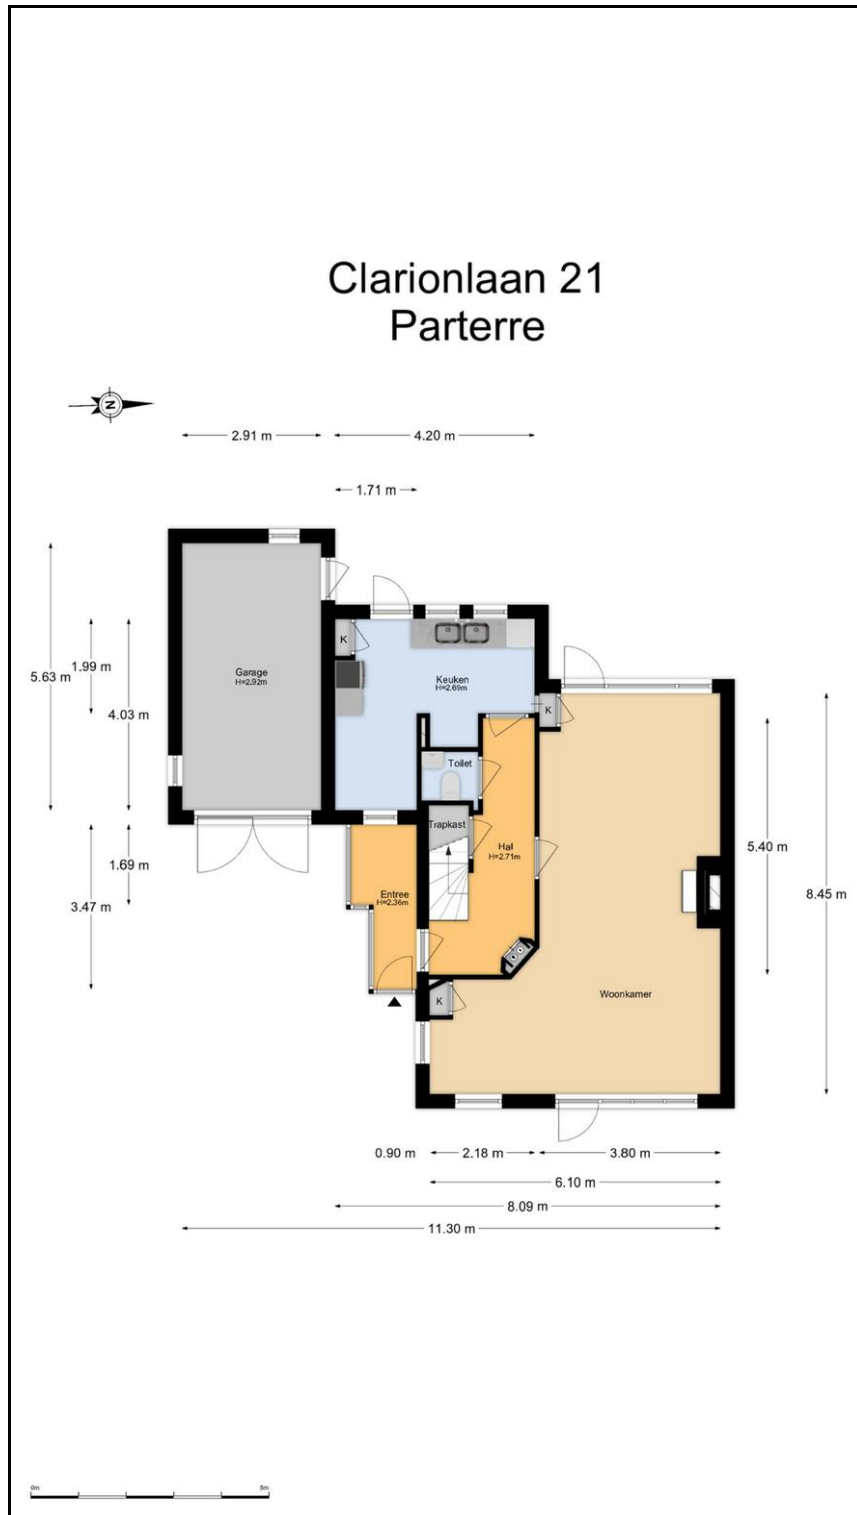 Clarionlaan 21
Parterre
N
2.91 m
4.20 m
1.71 m
5.63 m
1.99 m
4.03 m
Garage
H=2.92m
K
Keuken
H=2.69m
K
Toilet
Trapkast
Hal
H=2.71m
5.40 m
8.45 m
1.69 m
3.47 m
Entree
H=2.36m
K
Woonkamer
0.90 m
2.18 m
3.80 m
6.10 m
8.09 m
11.30 m
0m
5m